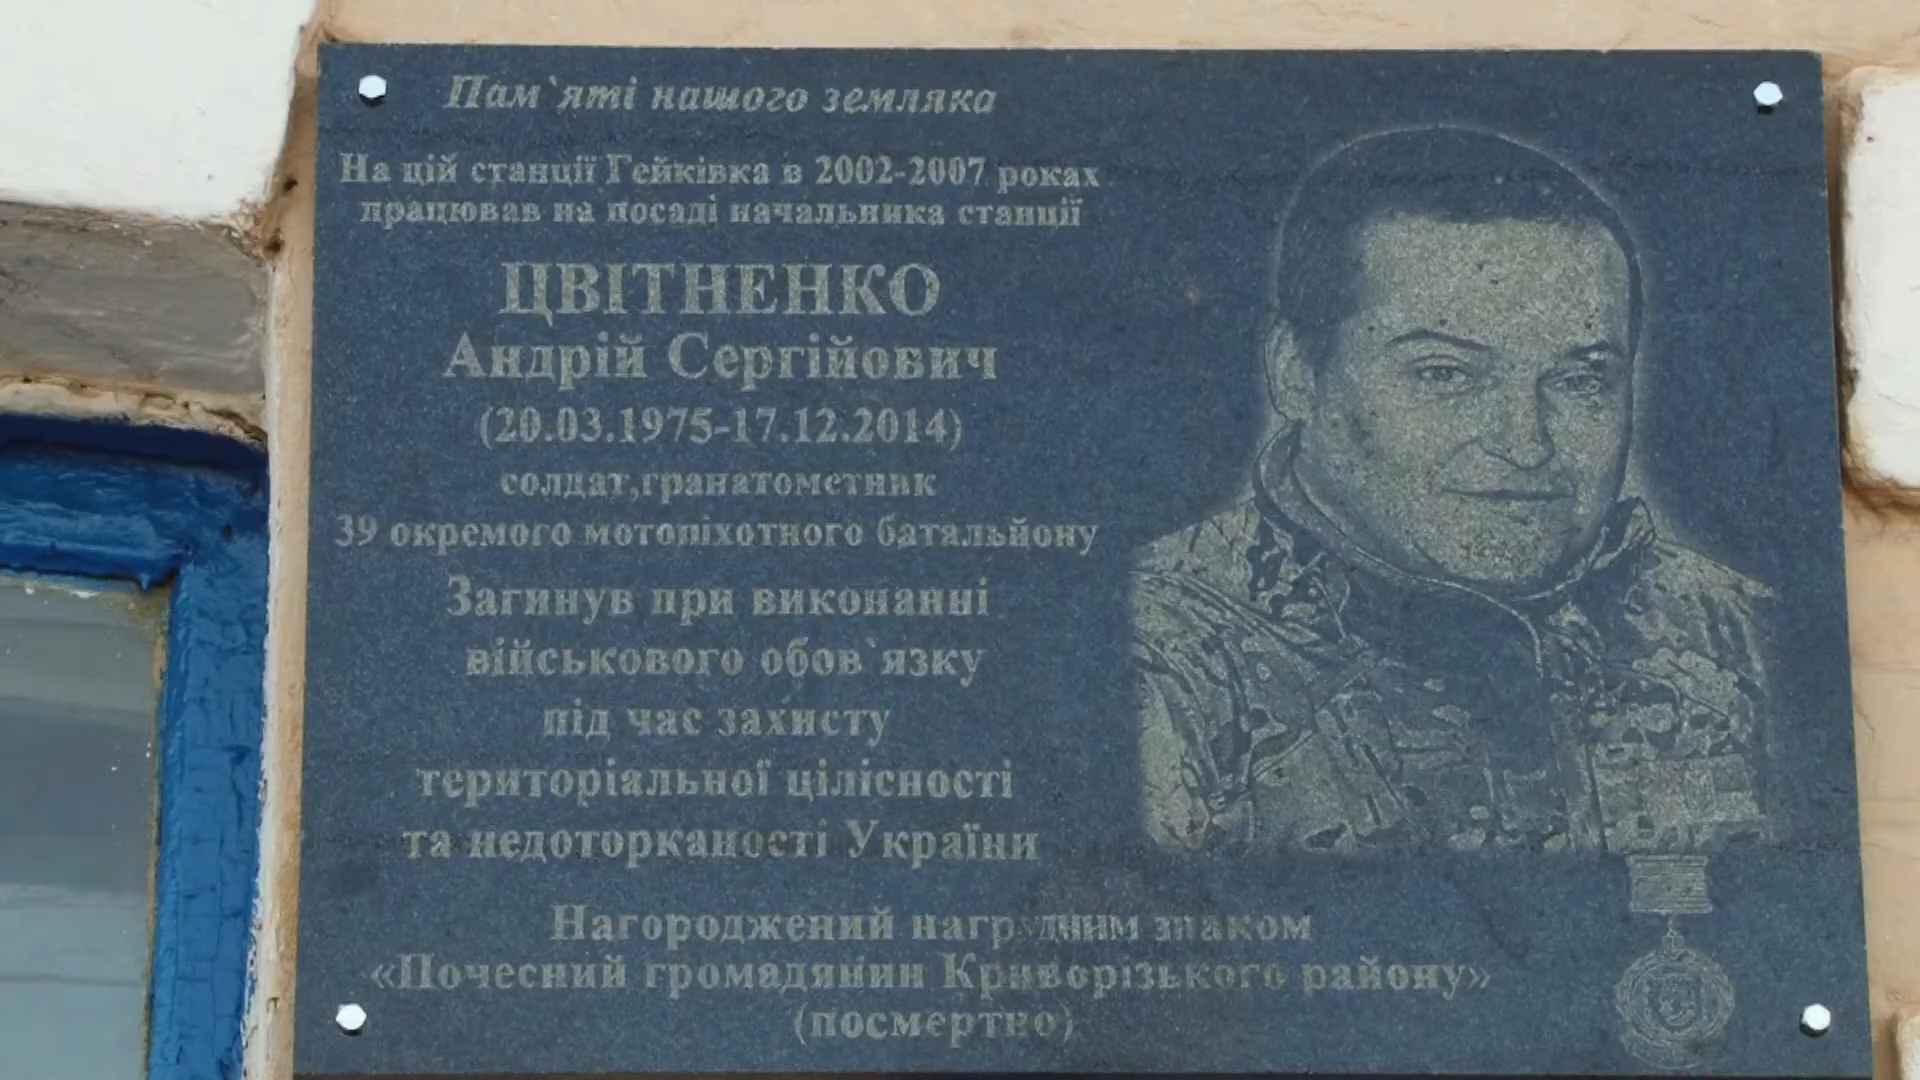 Пам`яті нашого земляка
На цій станції Гейківка в 2002-2007 роках
працював на посаді начальника станції
ЦВІТНЕНКО
Андрій Сергійович
(20.03.1975-17.12.2014)
солдат,гранатометник
39 окремого мотопіхотного батальйону
Загинув при виконанні
військового обов`язку
під час захисту
територіальної цілісності
та недоторканості України
Нагороджений нагрудним знаком
«Почесний громадянин Криворізького району»
(посмертно)